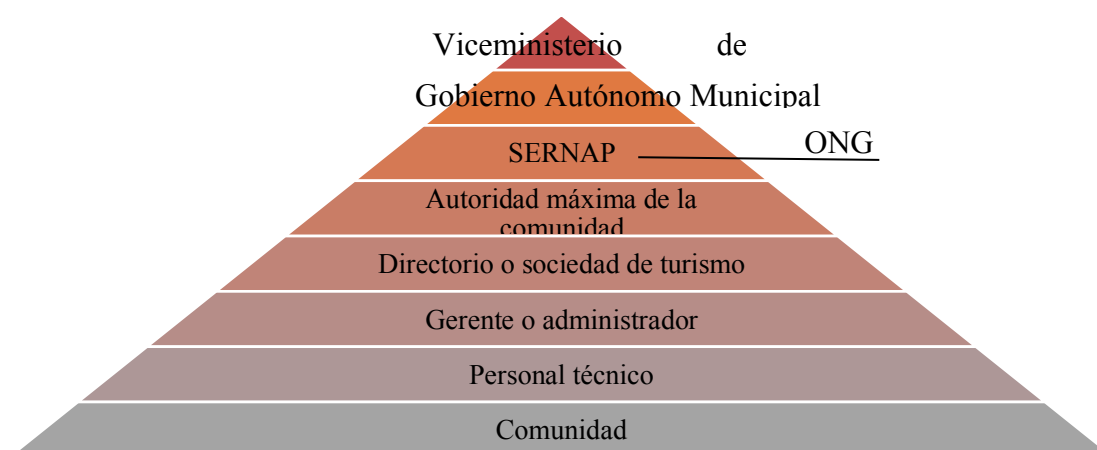 Viceministerio de
Gobierno Autónomo Municipal
SERNAP
ONG
Autoridad máxima de la
comunidad
Directorio o sociedad de turismo
Gerente o administrador
Personal técnico
Comunidad